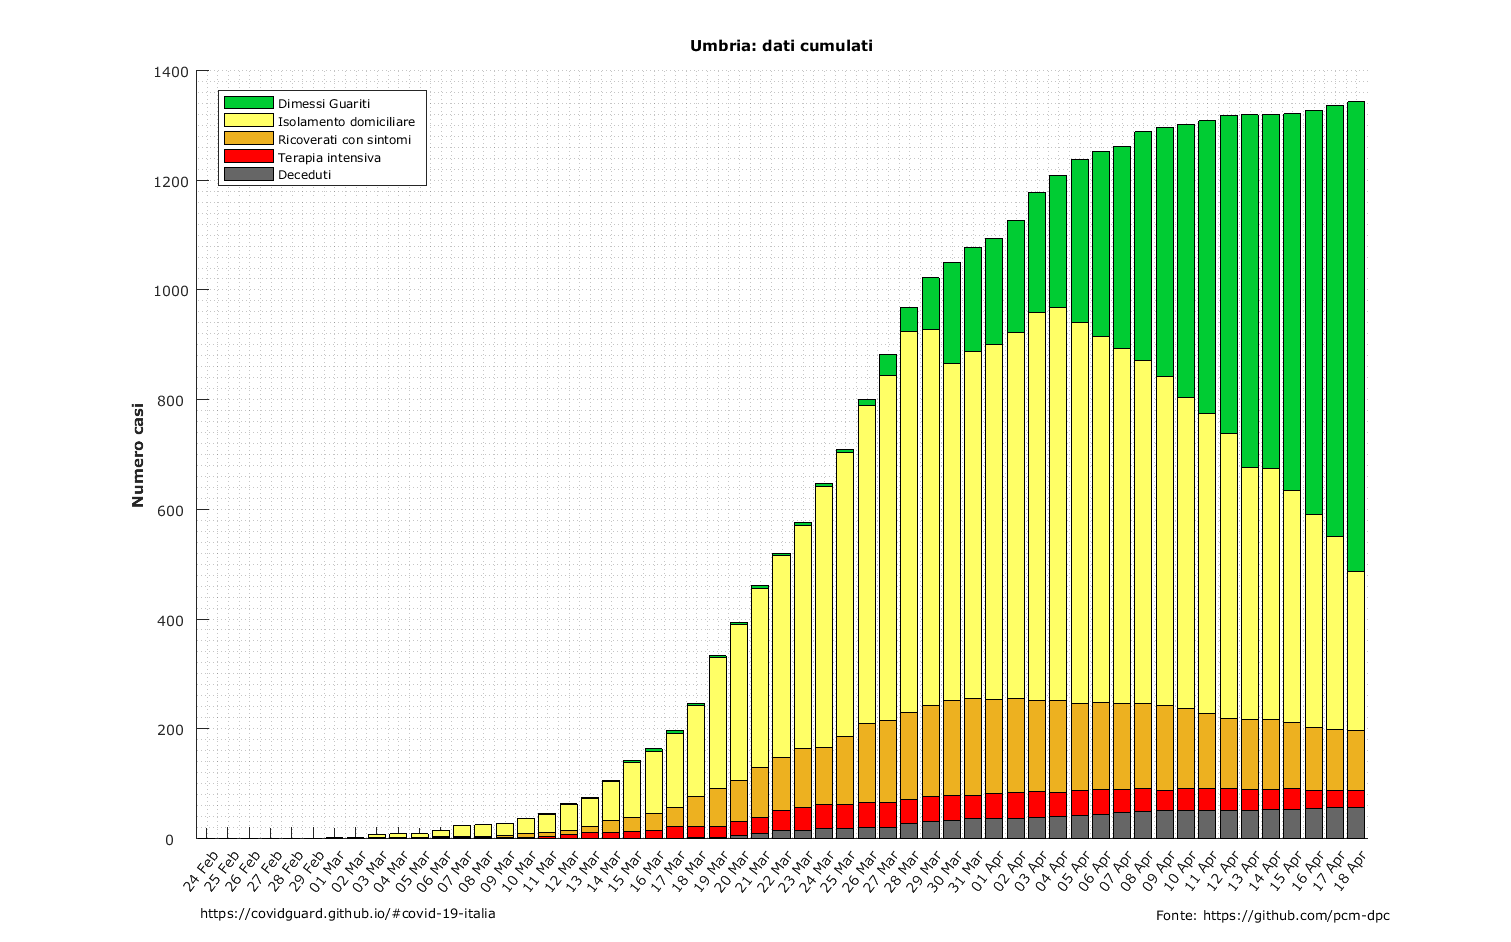 Umbria: dati cumulati
1400
1200
1000
800
600
400
200
0
Numero casi
Dimessi Guariti
Isolamento domiciliare
Ricoverati con sintomi
Terapia intensiva
Deceduti
24 Feb
25 Feb
26 Feb
27 Feb
28 Feb
29 Feb
01 Mar
02 Mar
03 Mar
04 Mar
05 Mar
06 Mar
07 Mar
08 Mar
09 Mar
10 Mar
11 Mar
12 Mar
13 Mar
14 Mar
15 Mar
16 Mar
17 Mar
18 Mar
19 Mar
20 Mar
21 Mar
22 Mar
23 Mar
24 Mar
25 Mar
26 Mar
27 Mar
28 Mar
29 Mar
30 Mar
31 Mar
01 Apr
02 Apr
03 Apr
04 Apr
05 Apr
06 Apr
07 Apr
08 Apr
09 Apr
10 Apr
11 Apr
12 Apr
13 Apr
14 Apr
15 Apr
16 Apr
17 Apr
18 Apr
https://covidguard.github.io/#covid-19-italia
Fonte: https://github.com/pcm-dpc